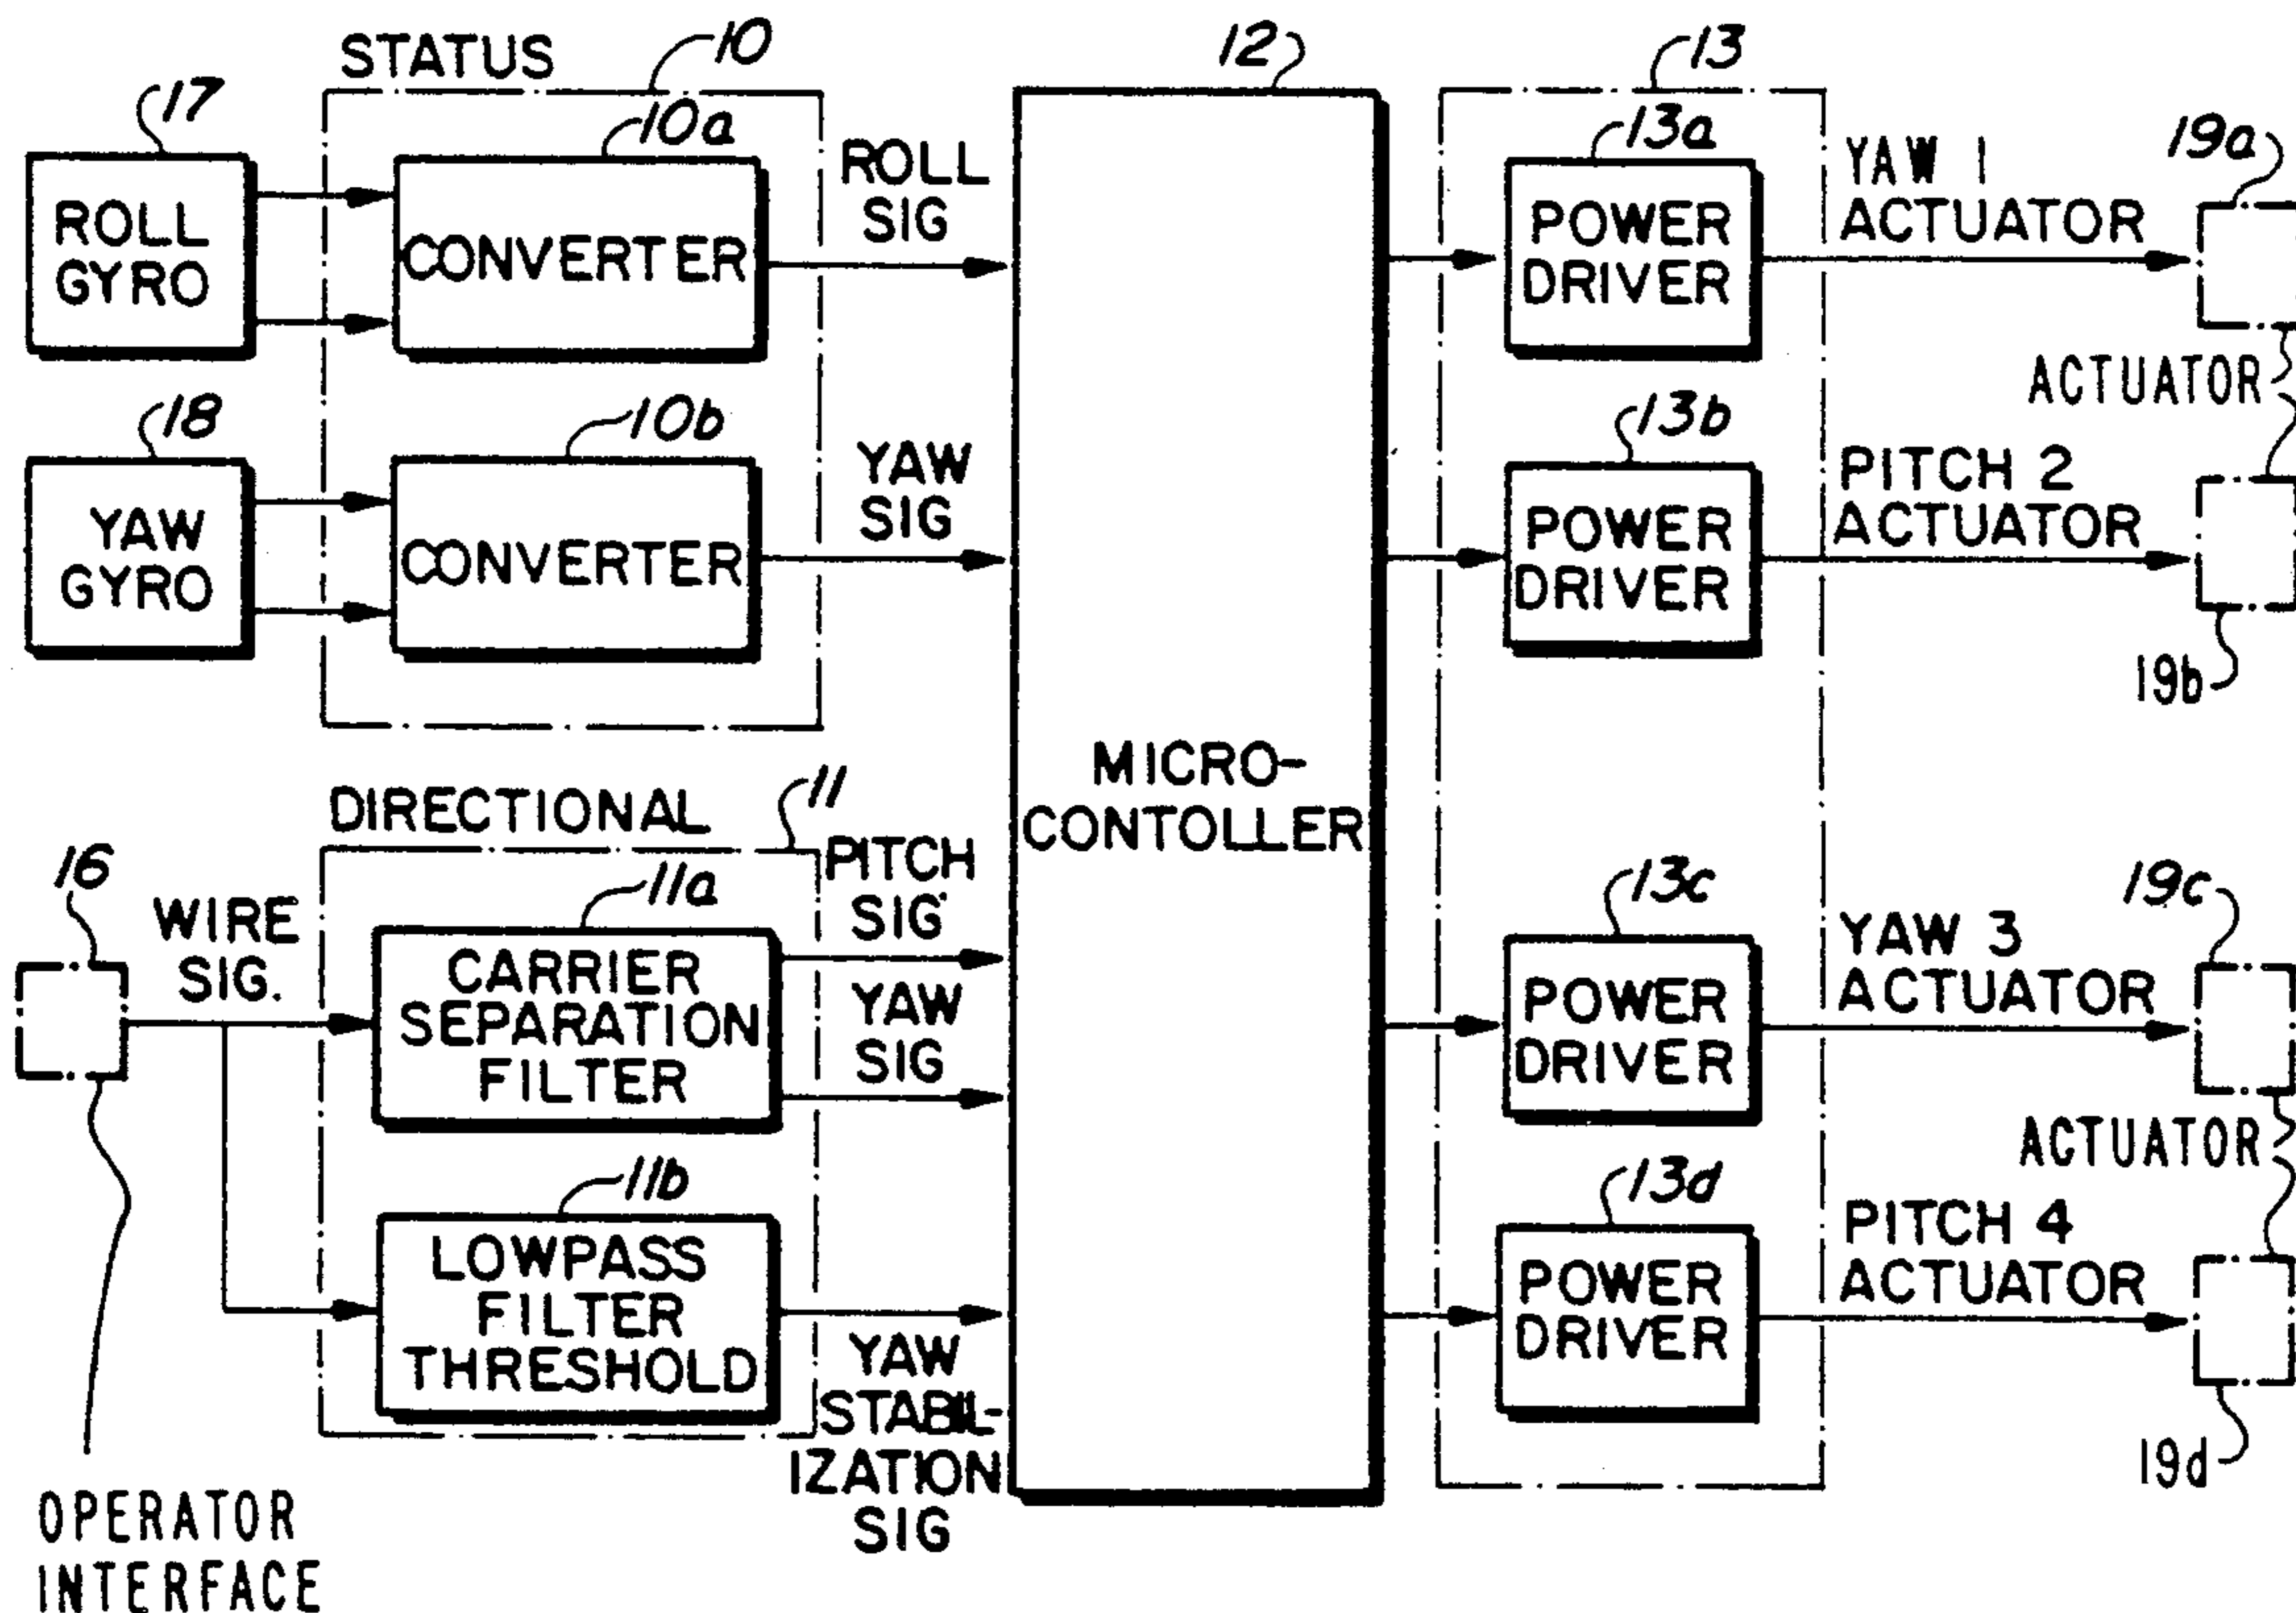 STATUS
10
17
10a
ROLL
GYRO
CONVERTER
ROLL
SIG
18
10b
YAW
GYRO
CONVERTER
YAW
SIG
DIRECTIONAL
11
16
WIRE
SIG.
11a
CARRIER
SEPARATION
FILTER
PITCH
SIG
YAW
SIG
11b
LOWPASS
FILTER
THRESHOLD
YAW
STABIL-
IZATION
SIG
OPERATOR
INTERFACE
12
MICRO-
CONTOLLER
13
13a
POWER
DRIVER
YAW 1
ACTUATOR
19a
ACTUATOR
13b
POWER
DRIVER
PITCH 2
ACTUATOR
19b
13c
POWER
DRIVER
YAW 3
ACTUATOR
19c
ACTUATOR
13d
POWER
DRIVER
PITCH 4
ACTUATOR
19d